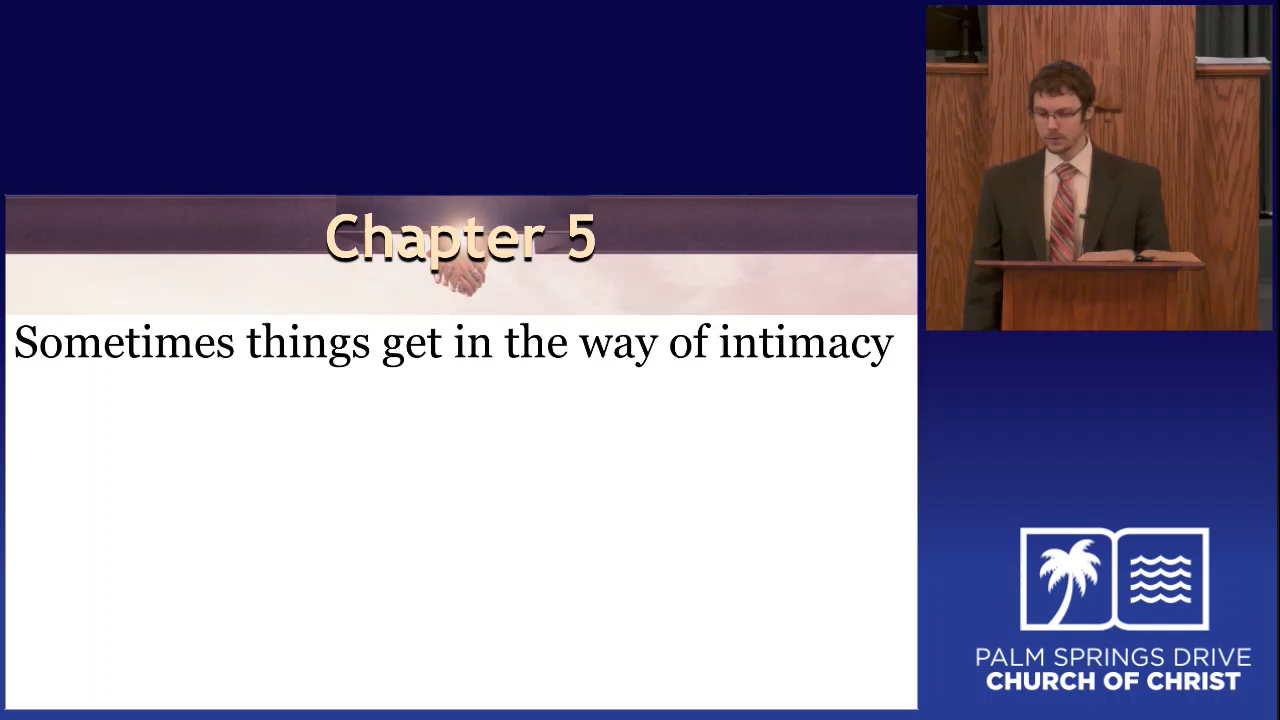 Chapter 5
Sometimes things get in the way of intimacy
PALM SPRINGS DRIVE
CHURCH OF CHRIST